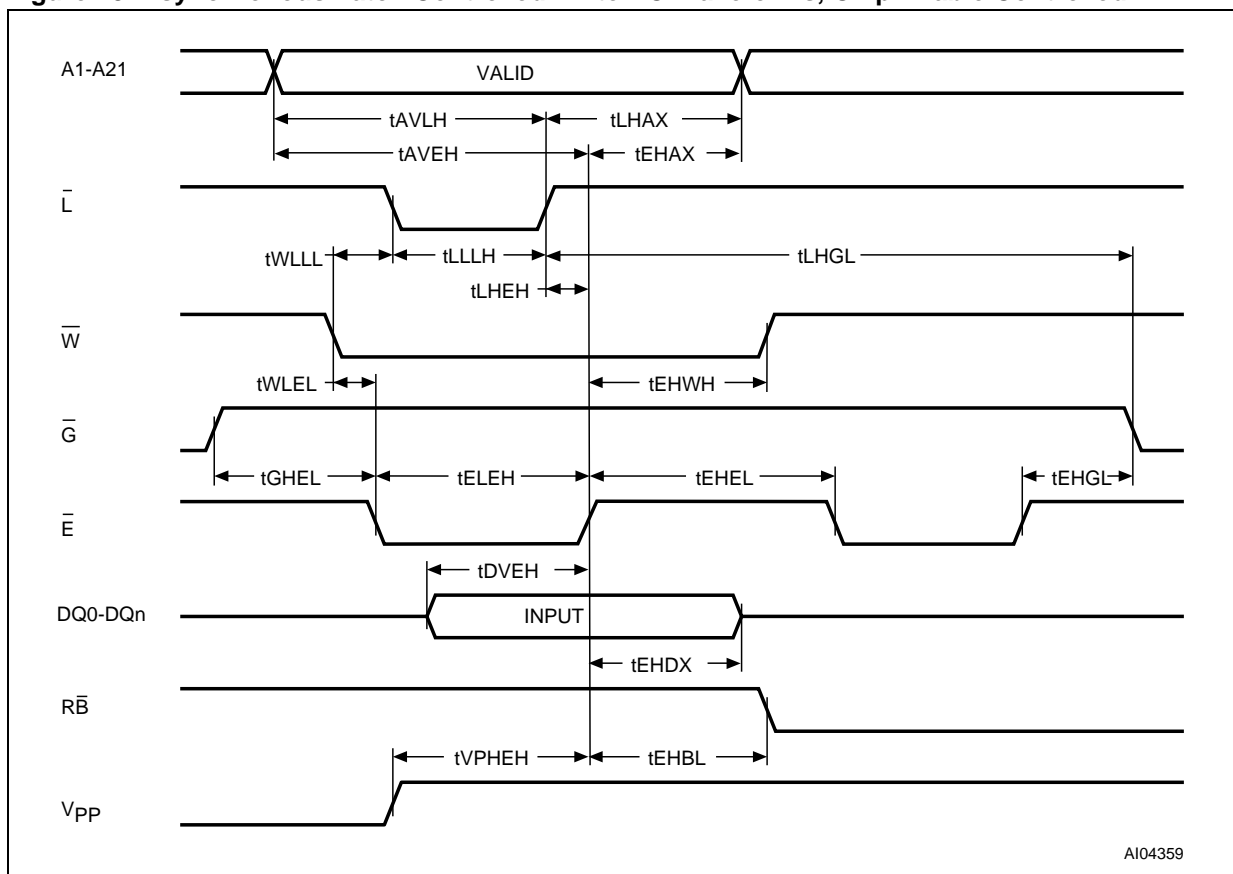 A1-A21
VALID
tAVLH
tLHAX
tAVEH
tEHAX
L̅
tWLLL
tLLLH
tLHGL
tLHEH
W̅
tWLEL
tEHWH
G̅
tGHEL
tELEH
tEHEL
tEHGL
E̅
tDVEH
DQ0-DQn
INPUT
tEHDX
RB̅
tVPHEH
tEHBL
VPP
AI04359